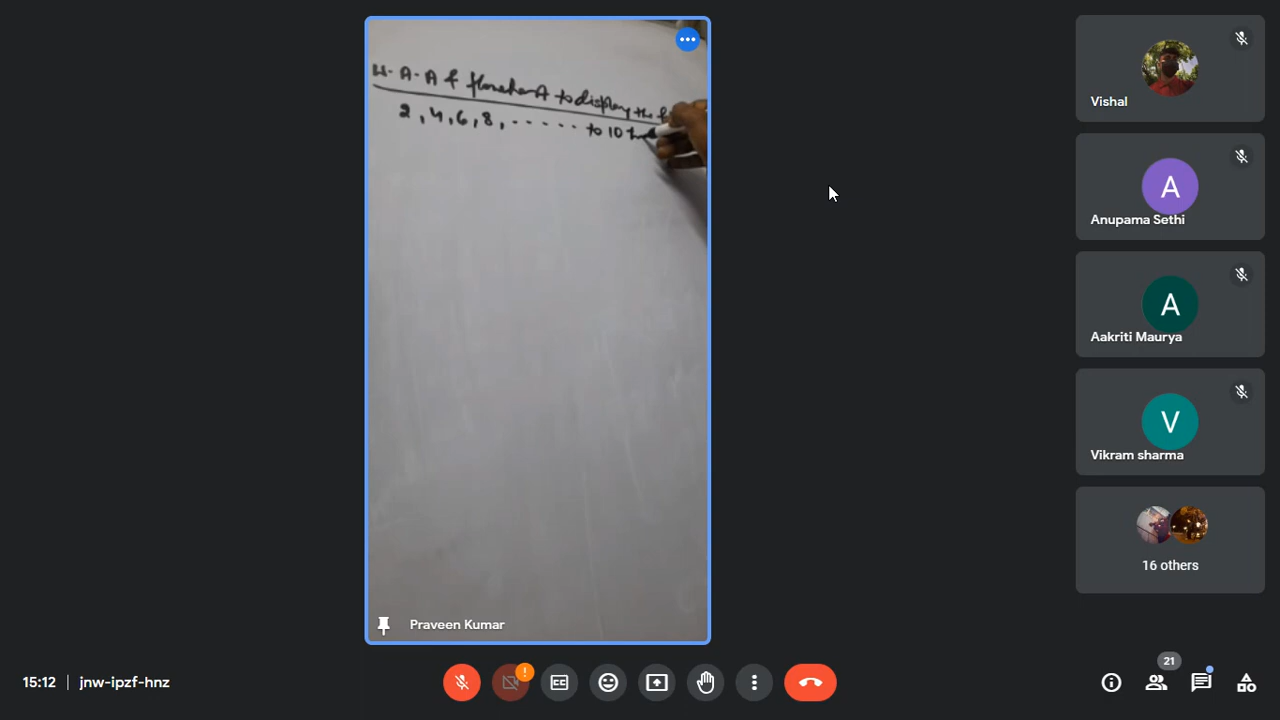 W. A. A & flowchart to display the
2, 4, 6, 8, ...... to 10
Praveen Kumar
Vishal
A
Anupama Sethi
A
Aakriti Maurya
V
Vikram sharma
16 others
15:12 | jnw-ipzf-hnz
21